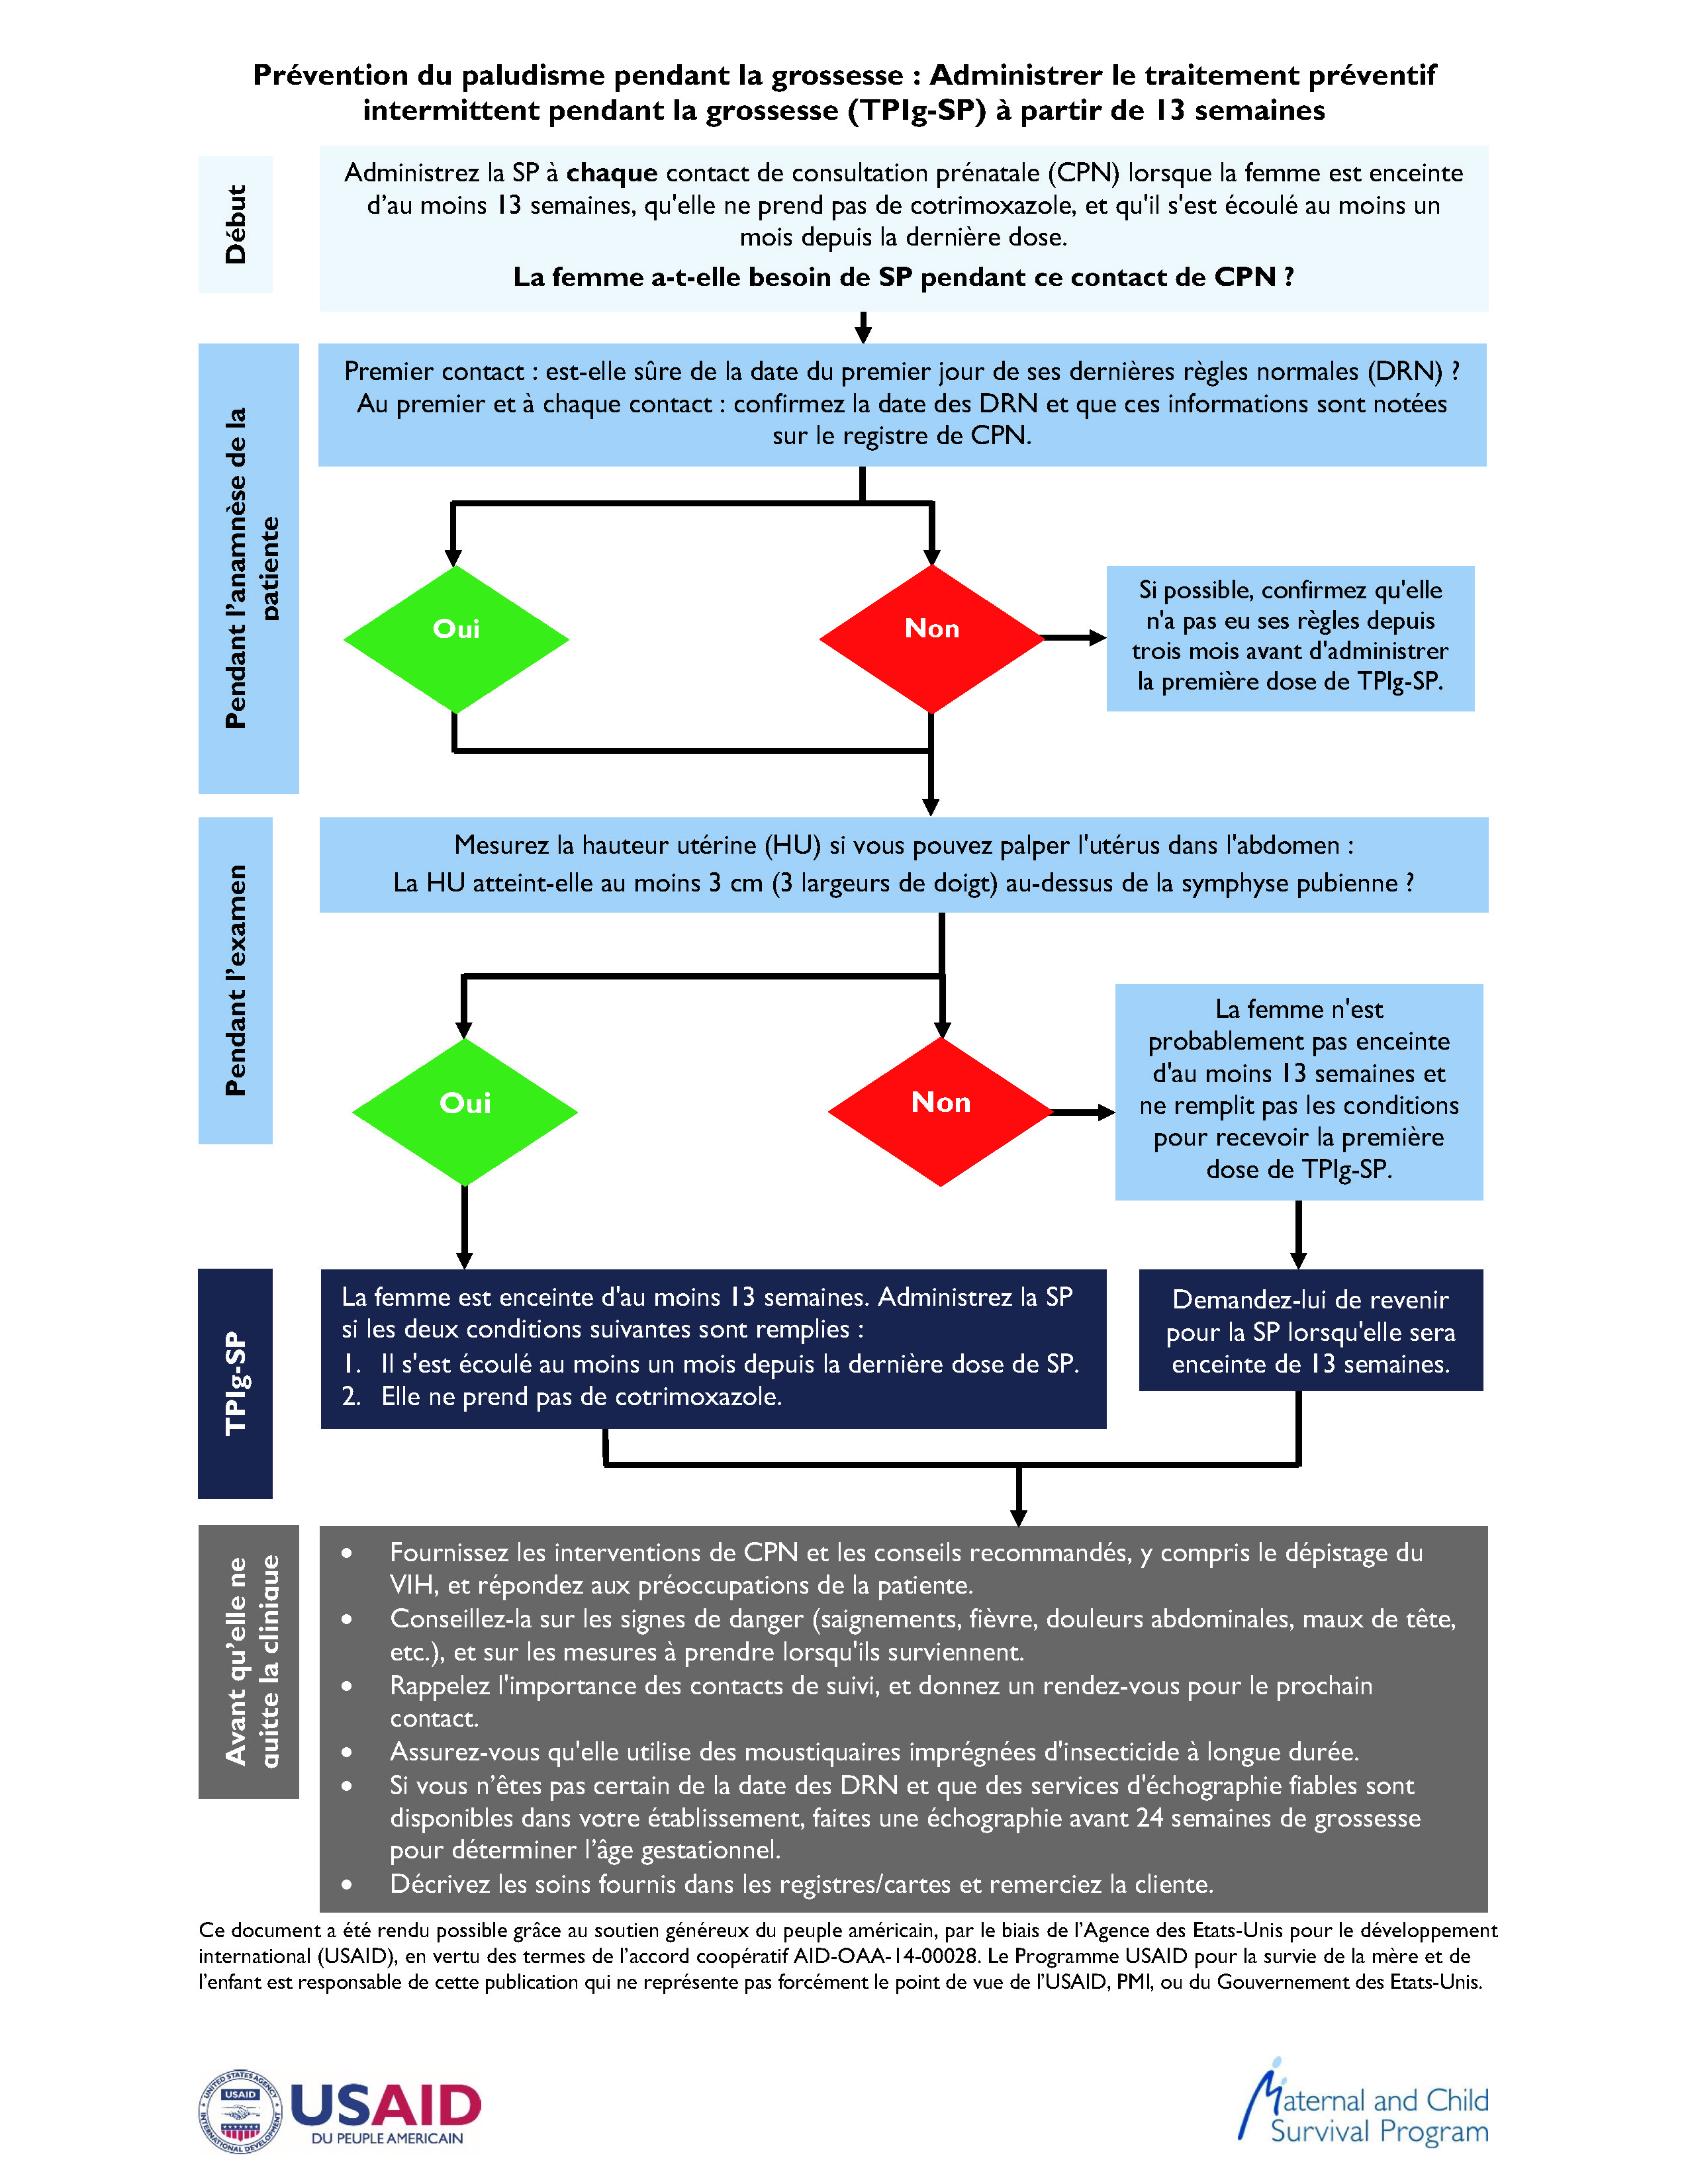 Prévention du paludisme pendant la grossesse : Administrer le traitement préventif
intermittent pendant la grossesse (TPIg-SP) à partir de 13 semaines
Début
Administrez la SP à chaque contact de consultation prénatale (CPN) lorsque la femme est enceinte
d’au moins 13 semaines, qu'elle ne prend pas de cotrimoxazole, et qu'il s'est écoulé au moins un
mois depuis la dernière dose.
La femme a-t-elle besoin de SP pendant ce contact de CPN ?
Pendant l’anamnèse de la
patiente
Premier contact : est-elle sûre de la date du premier jour de ses dernières règles normales (DRN) ?
Au premier et à chaque contact : confirmez la date des DRN et que ces informations sont notées
sur le registre de CPN.
Oui
Non
Si possible, confirmez qu'elle
n'a pas eu ses règles depuis
trois mois avant d'administrer
la première dose de TPIg-SP.
Pendant l’examen
Mesurez la hauteur utérine (HU) si vous pouvez palper l'utérus dans l'abdomen :
La HU atteint-elle au moins 3 cm (3 largeurs de doigt) au-dessus de la symphyse pubienne ?
Oui
Non
La femme n'est
probablement pas enceinte
d'au moins 13 semaines et
ne remplit pas les conditions
pour recevoir la première
dose de TPIg-SP.
TPIg-SP
La femme est enceinte d'au moins 13 semaines. Administrez la SP
si les deux conditions suivantes sont remplies :
1. Il s'est écoulé au moins un mois depuis la dernière dose de SP.
2. Elle ne prend pas de cotrimoxazole.
Demandez-lui de revenir
pour la SP lorsqu'elle sera
enceinte de 13 semaines.
Avant qu’elle ne
quitte la clinique
• Fournissez les interventions de CPN et les conseils recommandés, y compris le dépistage du
VIH, et répondez aux préoccupations de la patiente.
• Conseillez-la sur les signes de danger (saignements, fièvre, douleurs abdominales, maux de tête,
etc.), et sur les mesures à prendre lorsqu'ils surviennent.
• Rappelez l'importance des contacts de suivi, et donnez un rendez-vous pour le prochain
contact.
• Assurez-vous qu'elle utilise des moustiquaires imprégnées d'insecticide à longue durée.
• Si vous n’êtes pas certain de la date des DRN et que des services d'échographie fiables sont
disponibles dans votre établissement, faites une échographie avant 24 semaines de grossesse
pour déterminer l’âge gestationnel.
• Décrivez les soins fournis dans les registres/cartes et remerciez la cliente.
Ce document a été rendu possible grâce au soutien généreux du peuple américain, par le biais de l’Agence des Etats-Unis pour le développement
international (USAID), en vertu des termes de l’accord coopératif AID-OAA-14-00028. Le Programme USAID pour la survie de la mère et de
l’enfant est responsable de cette publication qui ne représente pas forcément le point de vue de l’USAID, PMI, ou du Gouvernement des Etats-Unis.
UNITED STATES AGENCY
USAID
INTERNATIONAL DEVELOPMENT
USAID
DU PEUPLE AMERICAIN
Maternal and Child
Survival Program